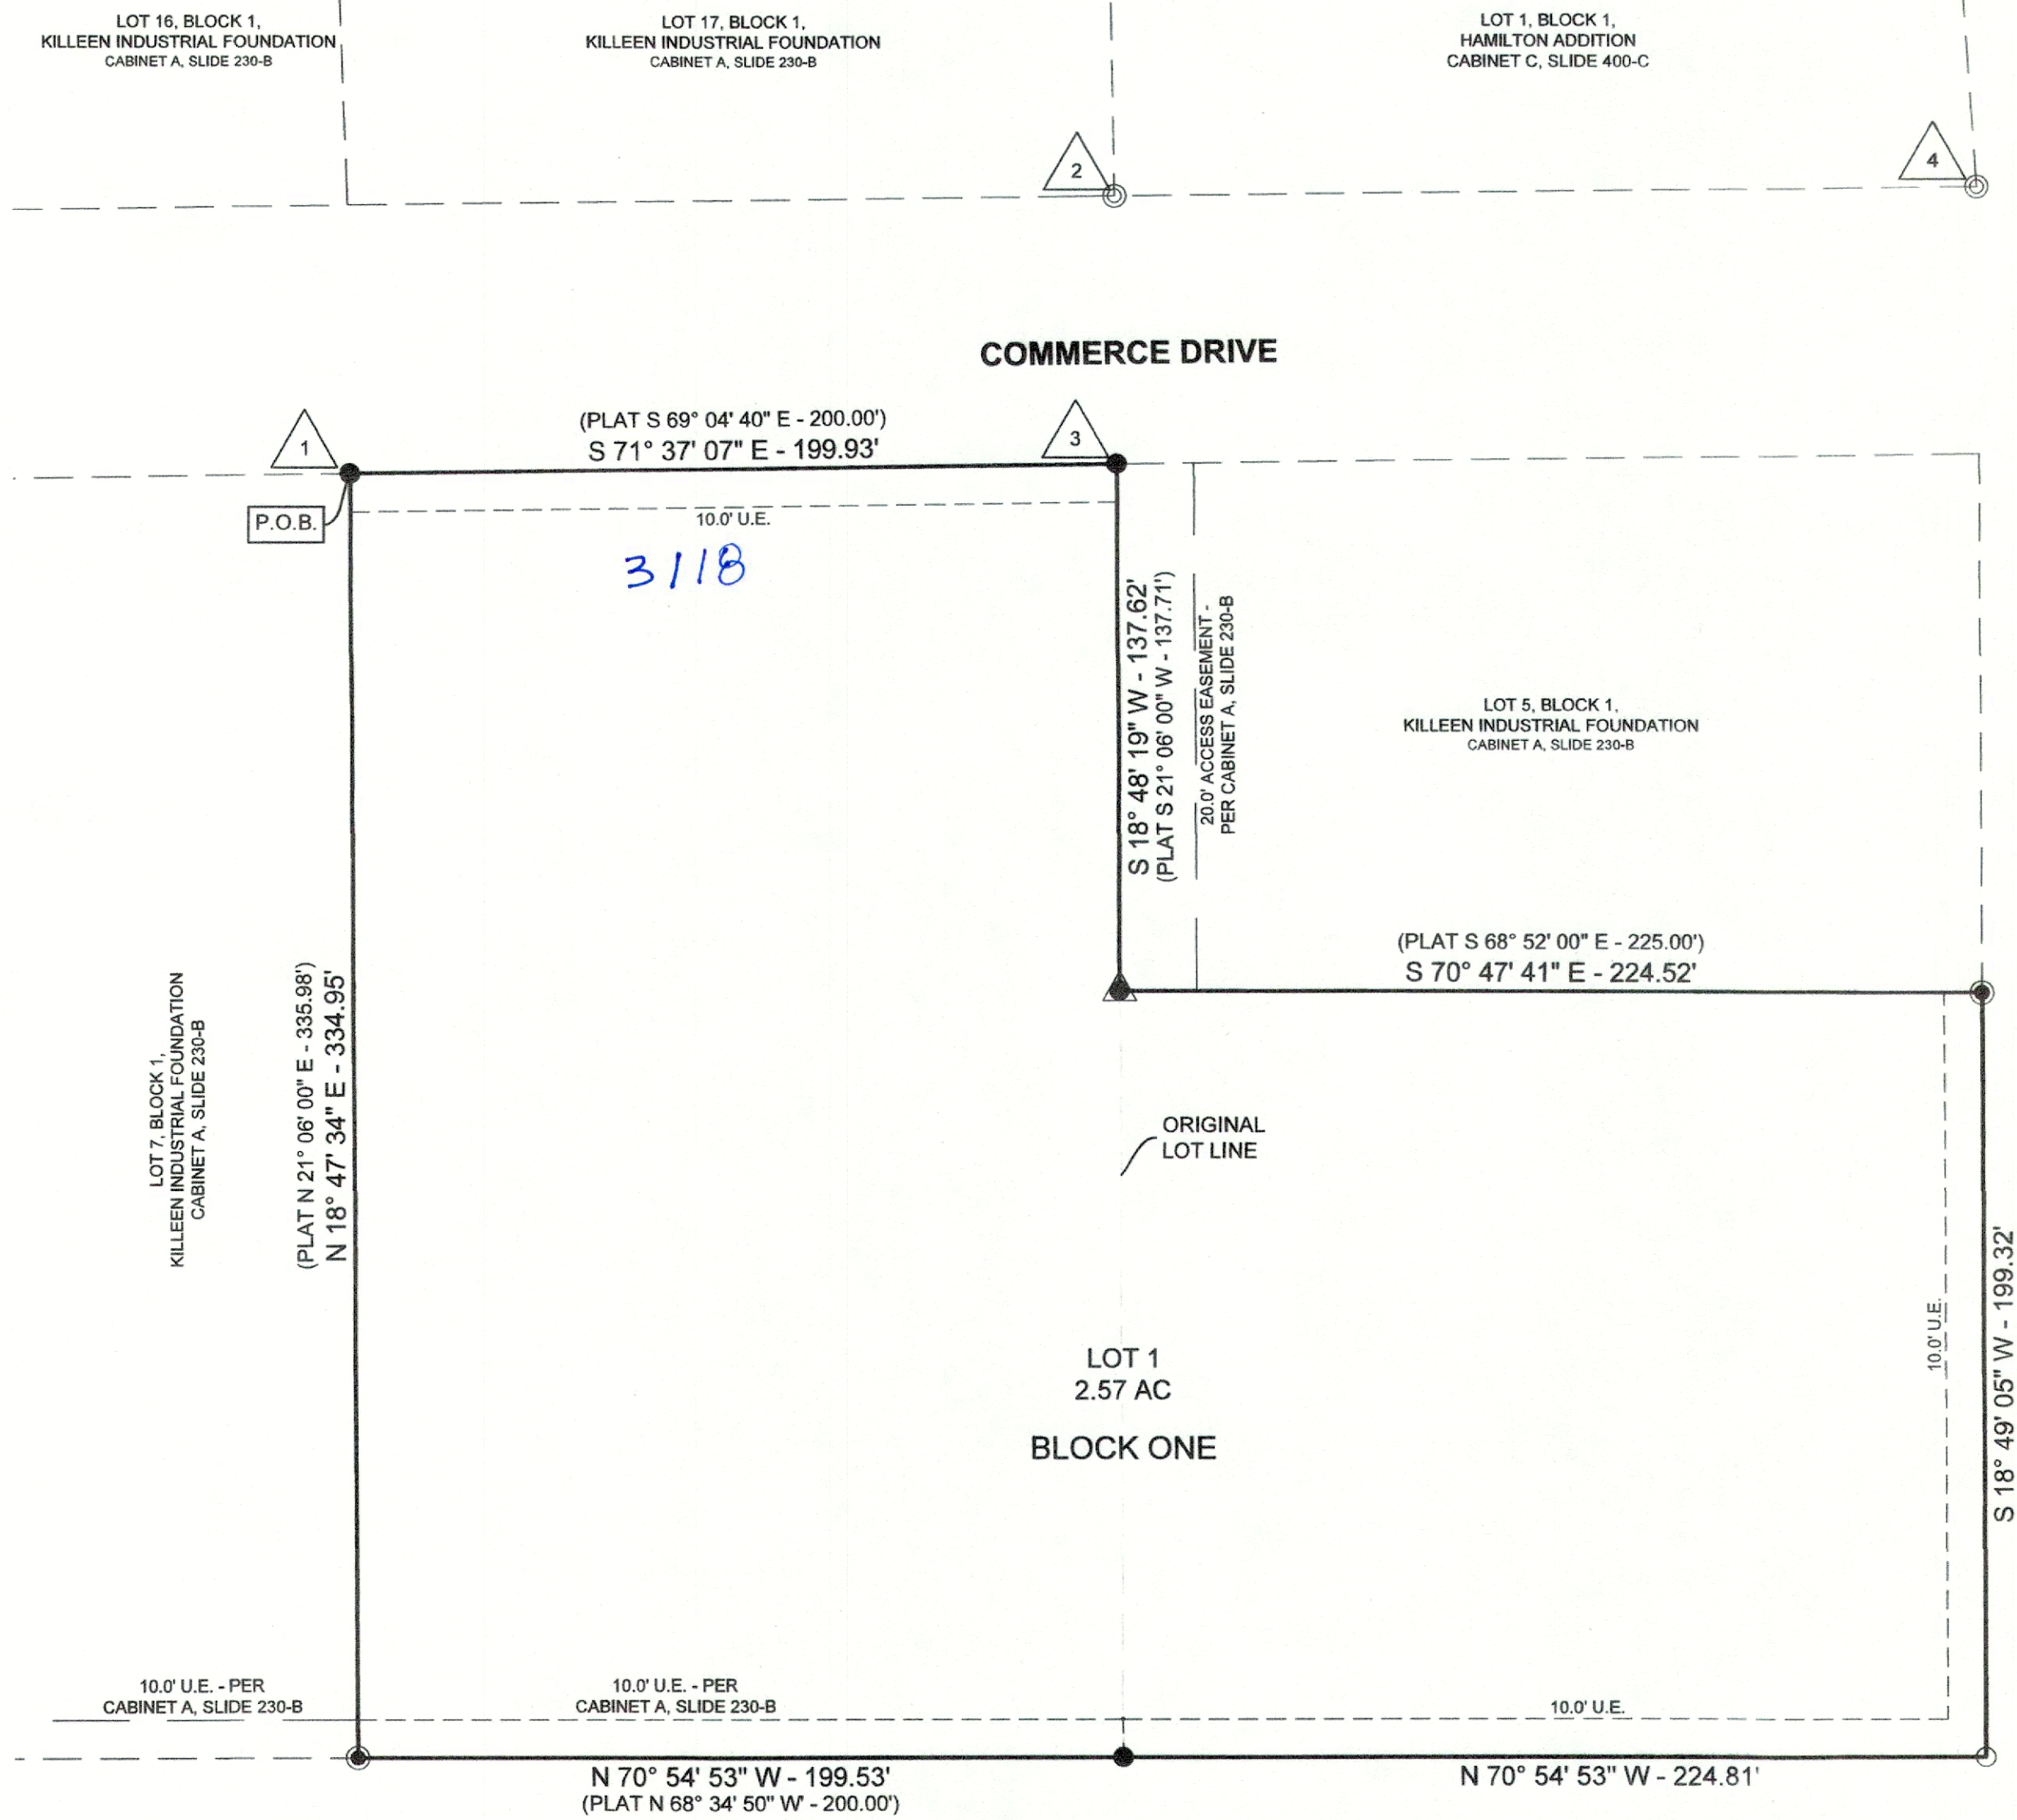 LOT 16, BLOCK 1,
KILLEEN INDUSTRIAL FOUNDATION
CABINET A, SLIDE 230-B
LOT 17, BLOCK 1,
KILLEEN INDUSTRIAL FOUNDATION
CABINET A, SLIDE 230-B
LOT 1, BLOCK 1,
HAMILTON ADDITION
CABINET C, SLIDE 400-C
2
4
COMMERCE DRIVE
1
(PLAT S 69° 04' 40" E - 200.00')
S 71° 37' 07" E - 199.93'
3
P.O.B.
10.0' U.E.
3118
S 18° 48' 19" W - 137.62'
(PLAT S 21° 06' 00" W - 137.71')
20.0' ACCESS EASEMENT -
PER CABINET A, SLIDE 230-B
LOT 5, BLOCK 1,
KILLEEN INDUSTRIAL FOUNDATION
CABINET A, SLIDE 230-B
(PLAT S 68° 52' 00" E - 225.00')
S 70° 47' 41" E - 224.52'
LOT 7, BLOCK 1,
KILLEEN INDUSTRIAL FOUNDATION
CABINET A, SLIDE 230-B
(PLAT N 21° 06' 00" E - 335.98')
N 18° 47' 34" E - 334.95'
ORIGINAL
LOT LINE
LOT 1
2.57 AC
BLOCK ONE
10.0' U.E.
S 18° 49' 05" W - 199.32'
10.0' U.E. - PER
CABINET A, SLIDE 230-B
10.0' U.E. - PER
CABINET A, SLIDE 230-B
10.0' U.E.
N 70° 54' 53" W - 199.53'
(PLAT N 68° 34' 50" W - 200.00')
N 70° 54' 53" W - 224.81'